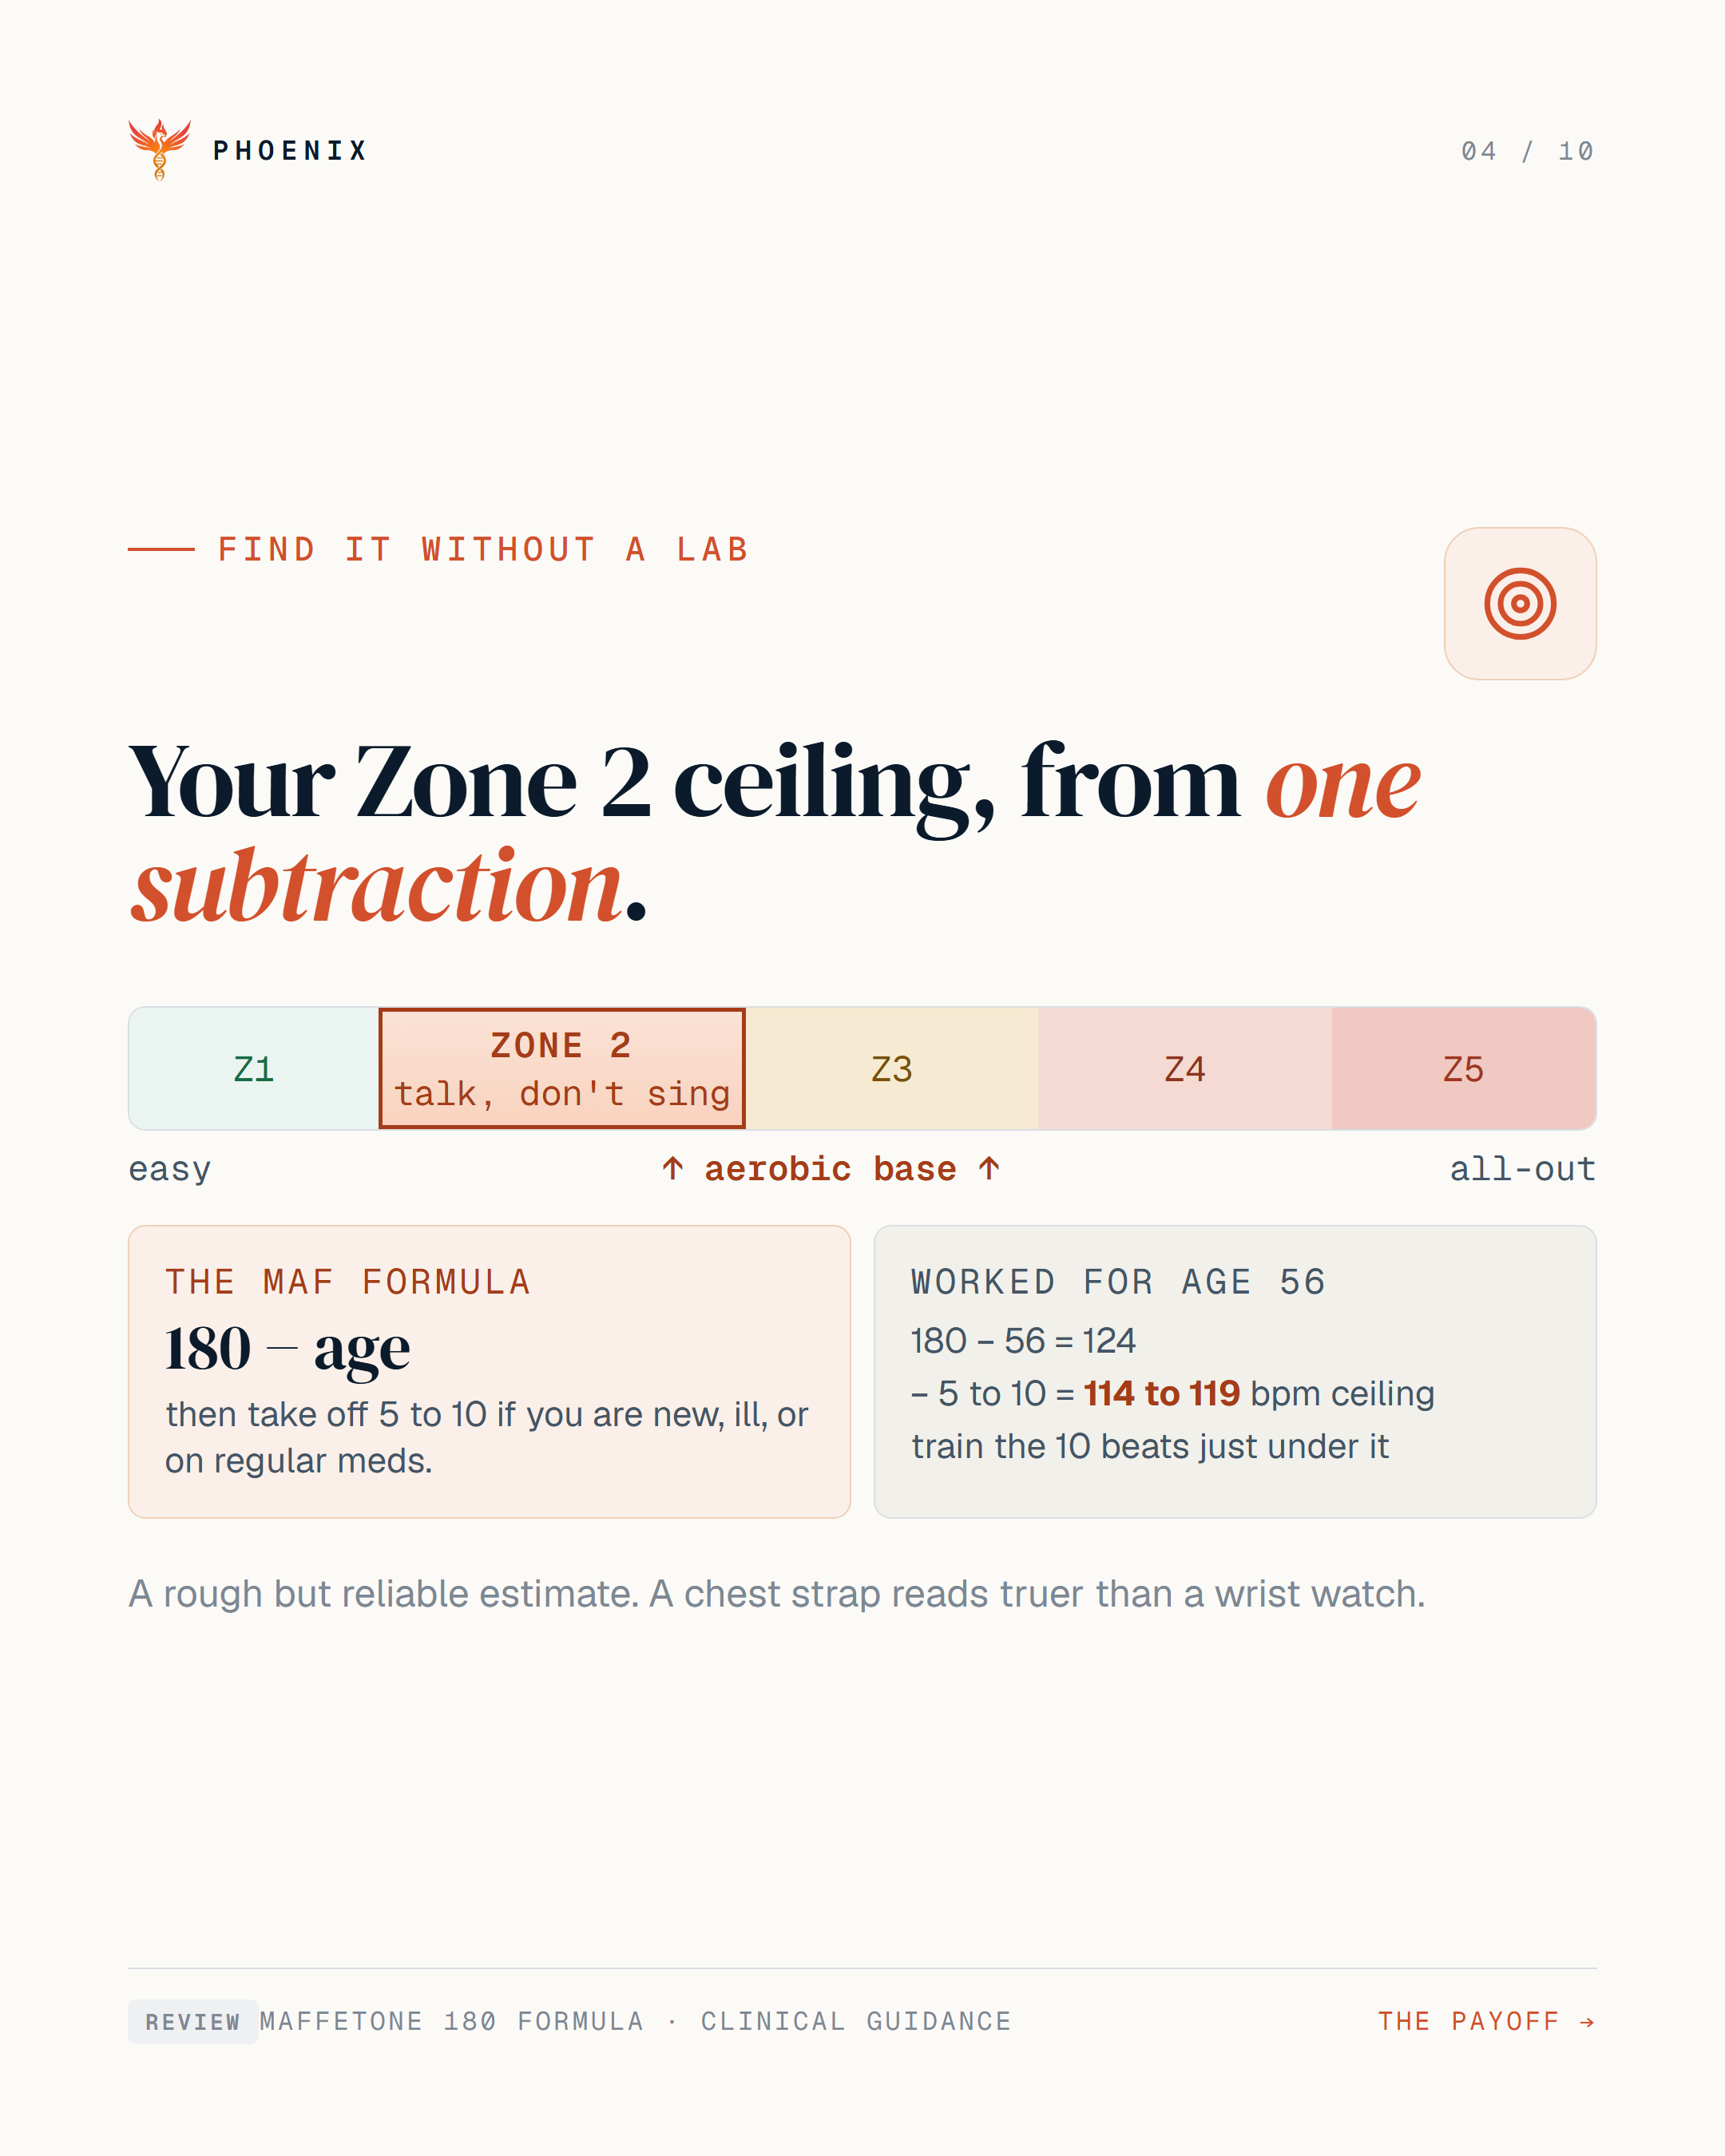 PHOENIX
04 / 10
FIND IT WITHOUT A LAB
Your Zone 2 ceiling, from one
subtraction.
Z1
ZONE 2
talk, don't sing
Z3
Z4
Z5
easy
↑ aerobic base ↑
all-out
THE MAF FORMULA
180 — age
then take off 5 to 10 if you are new, ill, or
on regular meds.
WORKED FOR AGE 56
180 – 56 = 124
– 5 to 10 = 114 to 119 bpm ceiling
train the 10 beats just under it
A rough but reliable estimate. A chest strap reads truer than a wrist watch.
REVIEW MAFFETONE 180 FORMULA · CLINICAL GUIDANCE
THE PAYOFF →